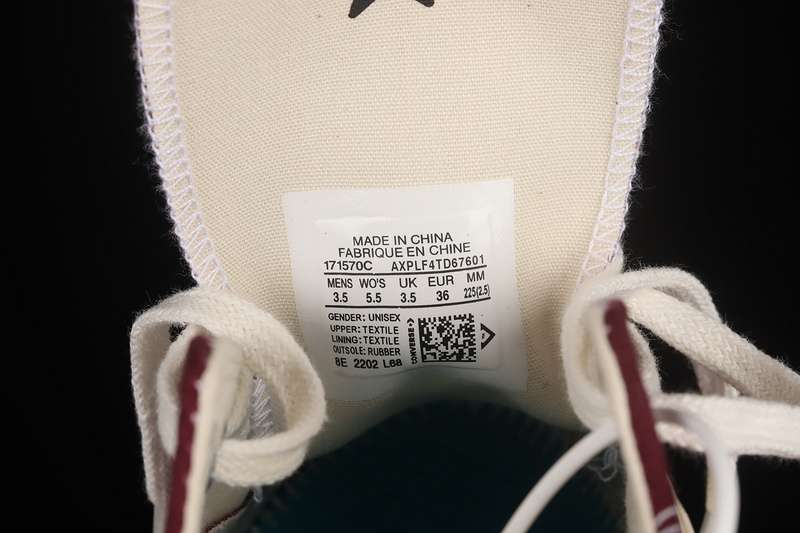 MADE IN CHINA
FABRIQUE EN CHINE
171570C AXPLF4TD67601
MENS WO'S UK EUR MM
3.5 5.5 3.5 36 225(2.5)
GENDER: UNISEX
UPPER: TEXTILE
LINING: TEXTILE
OUTSOLE: RUBBER
8E 2202 L68
CONVERSE